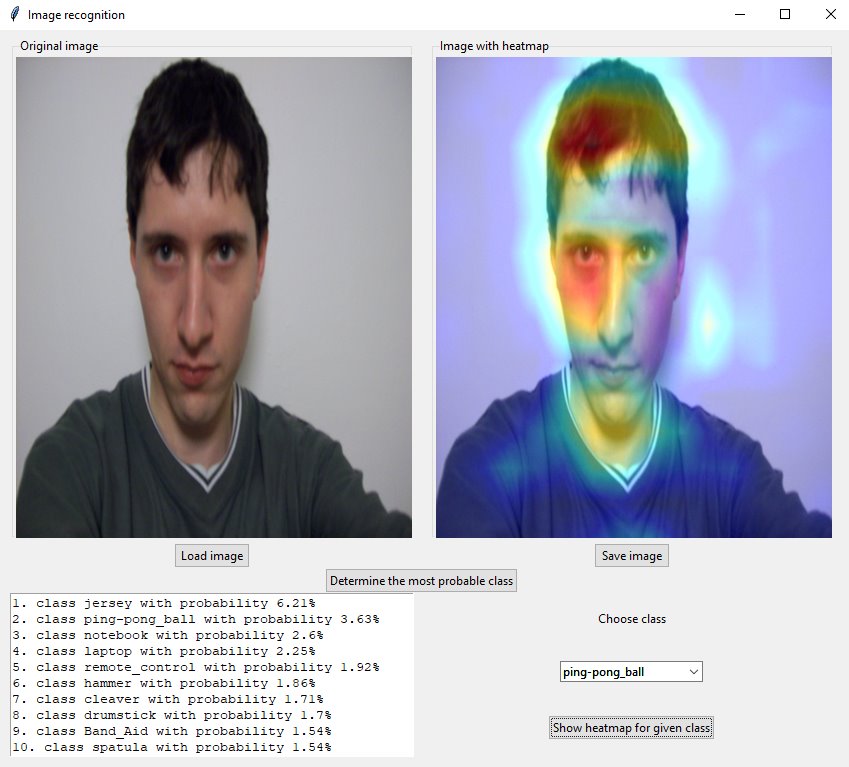 Image recognition
Original image
Image with heatmap
Load image
Save image
Determine the most probable class
1. class jersey with probability 6.21%
2. class ping-pong_ball with probability 3.63%
3. class notebook with probability 2.6%
4. class laptop with probability 2.25%
5. class remote_control with probability 1.92%
6. class hammer with probability 1.86%
7. class cleaver with probability 1.71%
8. class drumstick with probability 1.7%
9. class Band_Aid with probability 1.54%
10. class spatula with probability 1.54%
Choose class
ping-pong_ball
Show heatmap for given class